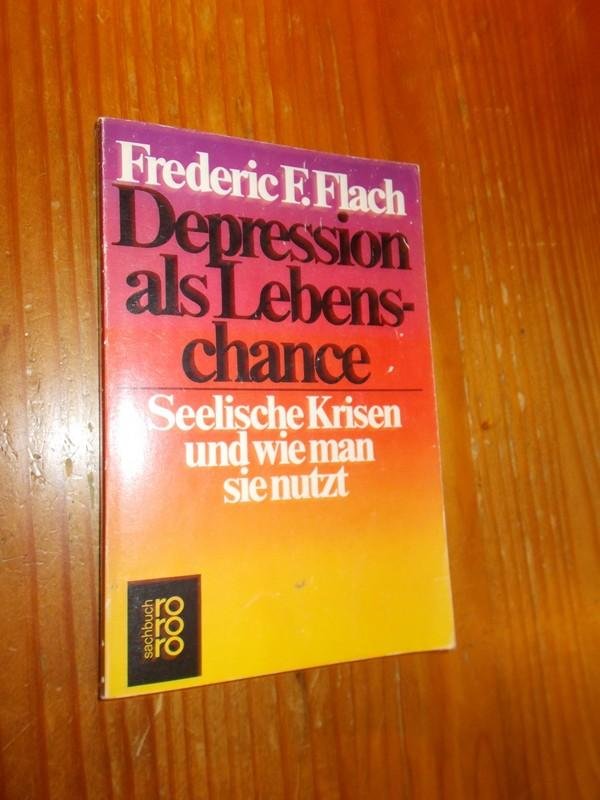 Frederic F. Flach
Depression
als Lebens-
chance
Seelische Krisen
und wie man
sie nutzt
sachbuch
ro
ro
ro